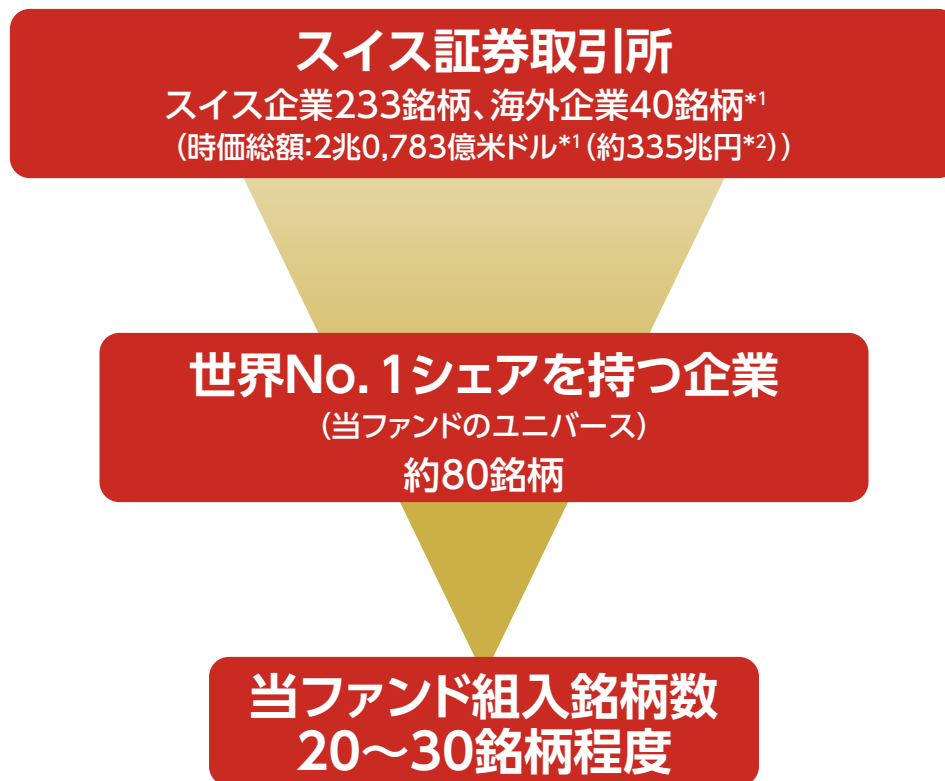 スイス証券取引所
スイス企業233銘柄、海外企業40銘柄*1
(時価総額:2兆0,783億米ドル*1(約335兆円*2))
世界No.1シェアを持つ企業
(当ファンドのユニバース)
約80銘柄
当ファンド組入銘柄数
20～30銘柄程度